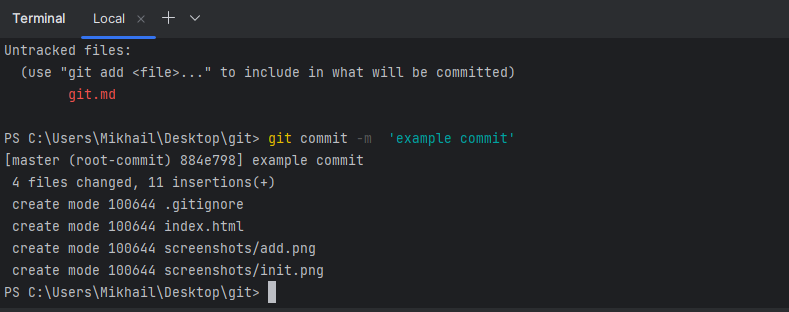 Terminal Local
Untracked files:
(use "git add <file>..." to include in what will be committed)
git.md
PS C:\Users\Mikhail\Desktop\git> git commit -m 'example commit'
[master (root-commit) 884e798] example commit
4 files changed, 11 insertions(+)
create mode 100644 .gitignore
create mode 100644 index.html
create mode 100644 screenshots/add.png
create mode 100644 screenshots/init.png
PS C:\Users\Mikhail\Desktop\git>